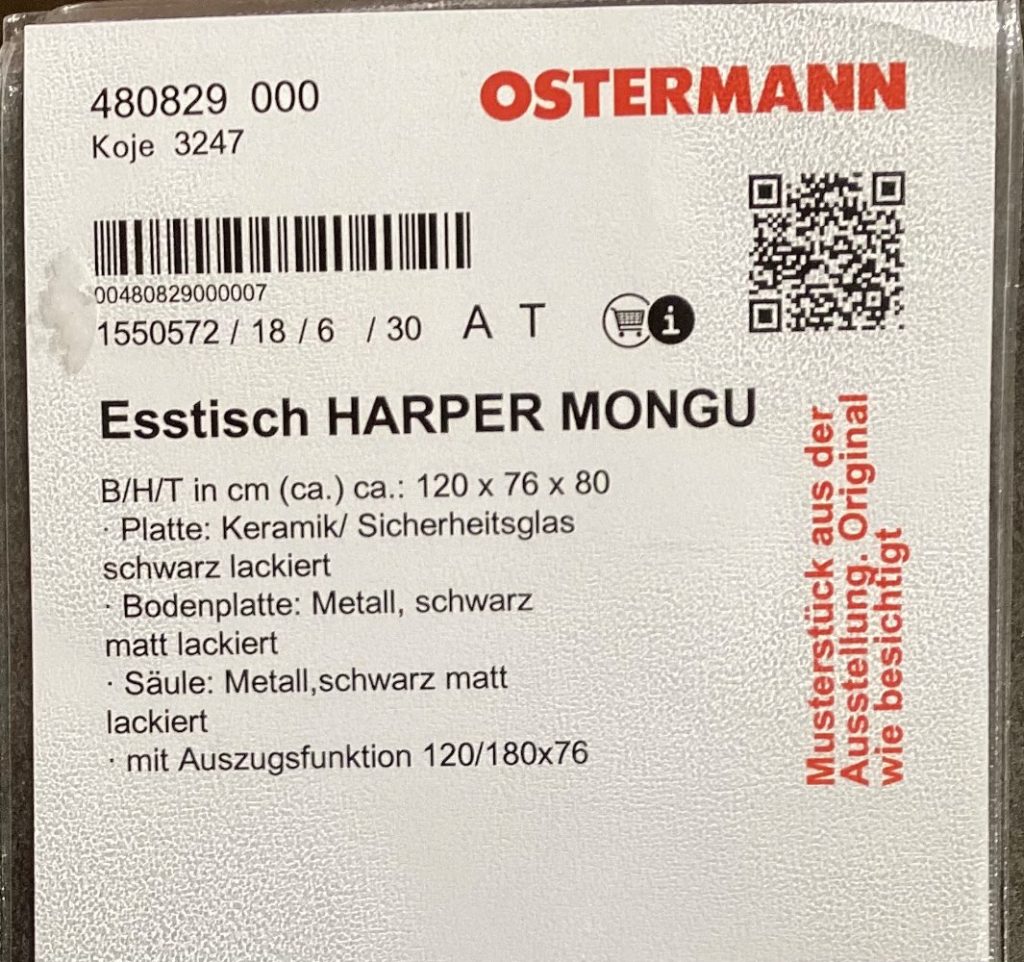 480829 000
OSTERMANN
Koje 3247
00480829000007
1550572 / 18 / 6 / 30 A T
i
Esstisch HARPER MONGU
B/H/T in cm (ca.) ca.: 120 x 76 x 80
· Platte: Keramik/ Sicherheitsglas
schwarz lackiert
· Bodenplatte: Metall, schwarz
matt lackiert
· Säule: Metall,schwarz matt
lackiert
· mit Auszugsfunktion 120/180x76
Musterstück aus der
Ausstellung. Original
wie besichtigt